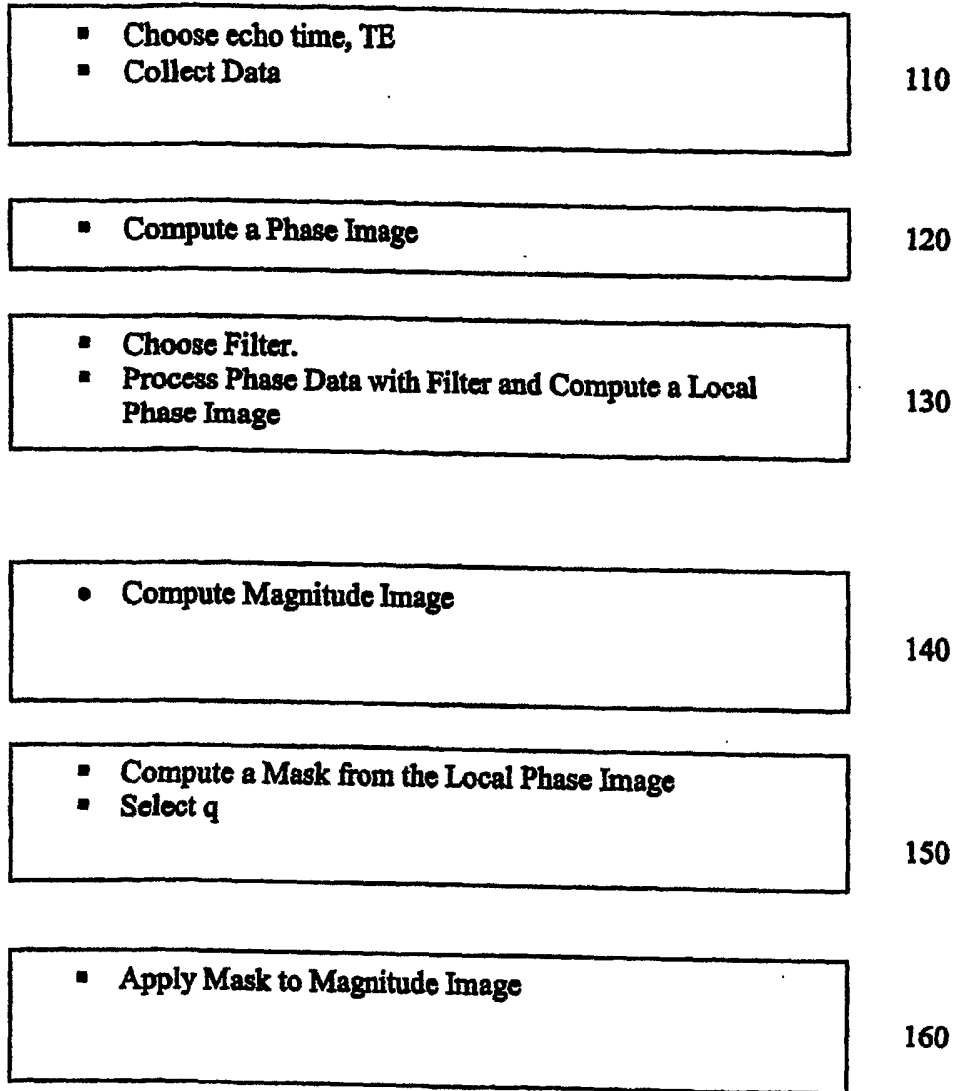 ▪ Choose echo time, TE
▪ Collect Data
110
▪ Compute a Phase Image
120
▪ Choose Filter.
▪ Process Phase Data with Filter and Compute a Local
Phase Image
130
• Compute Magnitude Image
140
▪ Compute a Mask from the Local Phase Image
▪ Select q
150
▪ Apply Mask to Magnitude Image
160